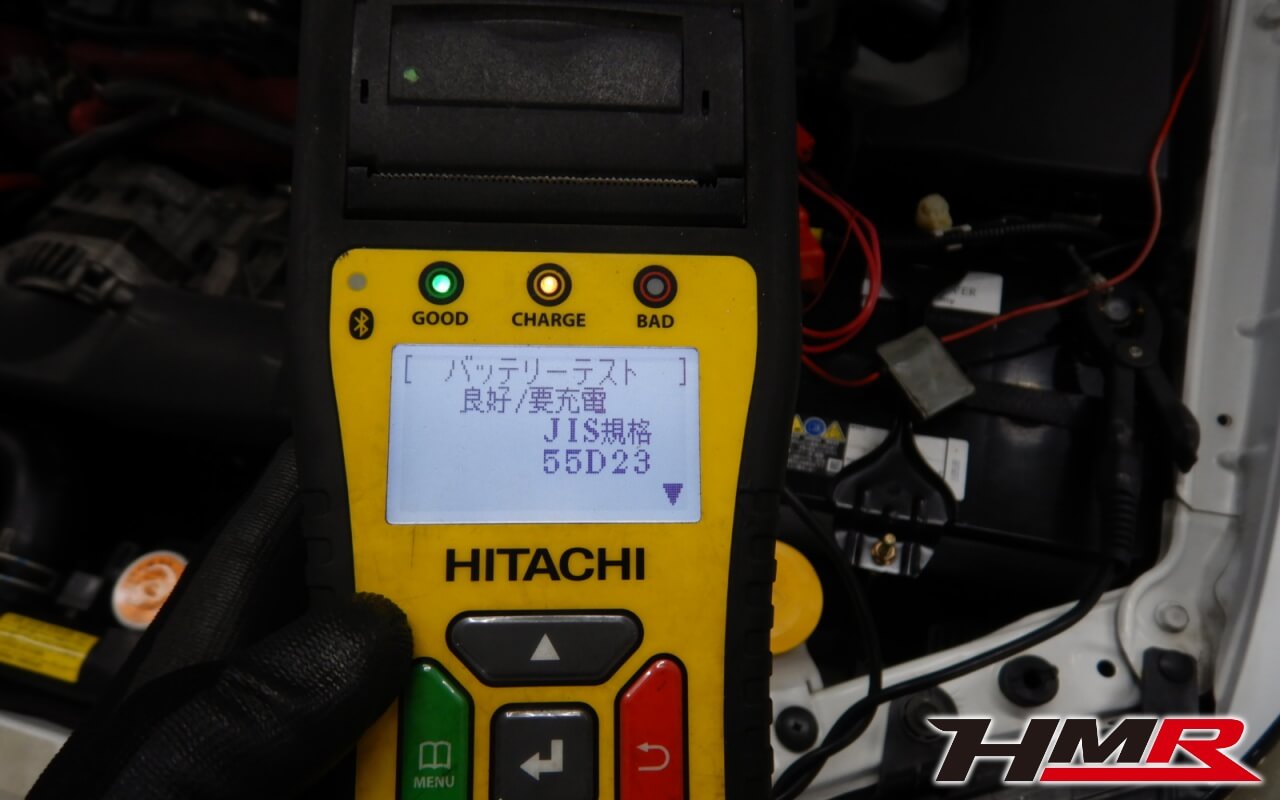 GOOD
CHARGE
BAD
[ バッテリーテスト ]
良好/要充電
JIS規格
55D23
HITACHI
MENU
HMR